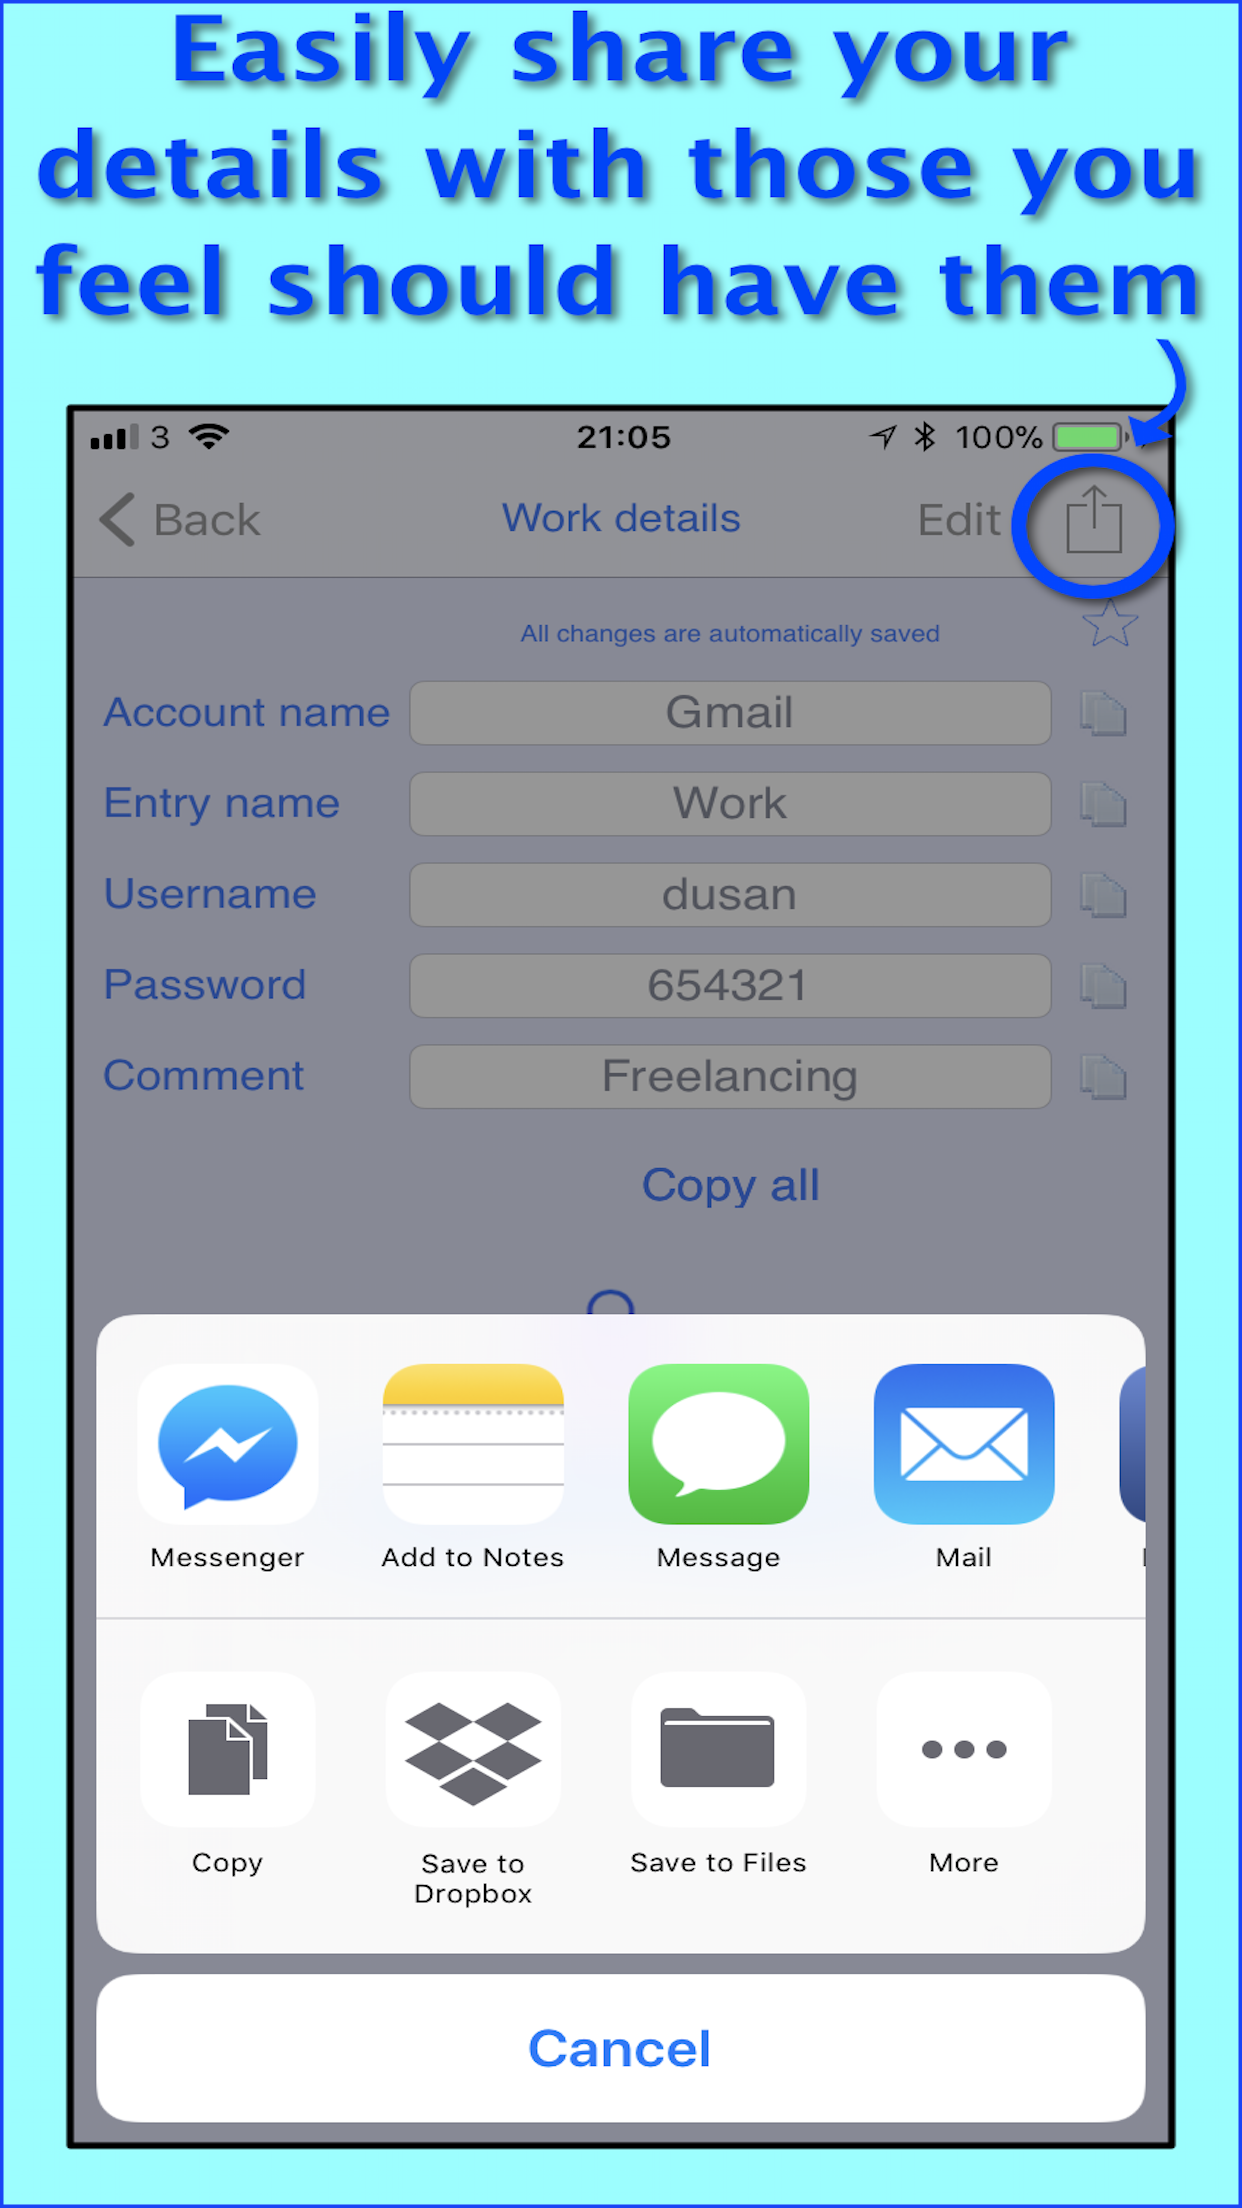 Easily share your
details with those you
feel should have them
3 21:05 100%
Back Work details Edit
All changes are automatically saved
Account name Gmail
Entry name Work
Username dusan
Password 654321
Comment Freelancing
Copy all
Messenger Add to Notes Message Mail
Copy Save to Dropbox Save to Files More
Cancel